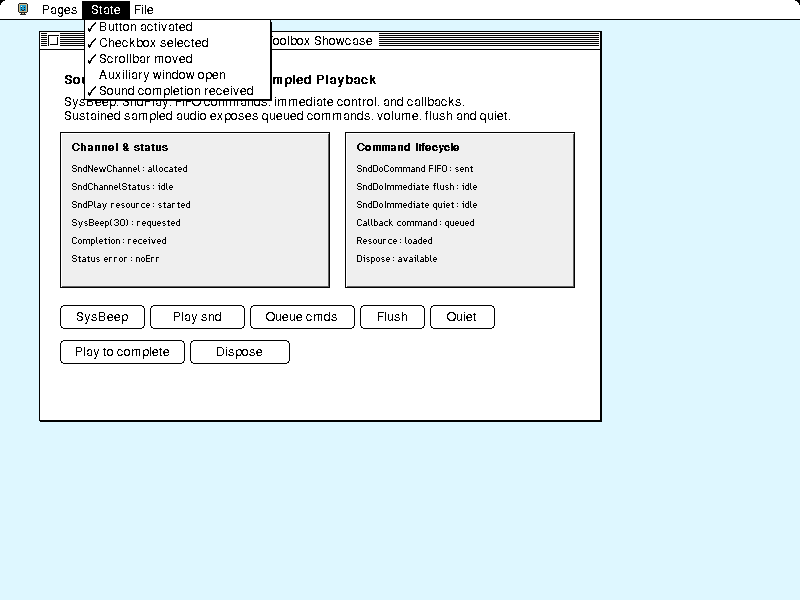 Pages State File
✓Button activated
✓Checkbox selected
✓Scrollbar moved
Auxiliary window open
✓Sound completion received
oolbox Showcase
Sou mpled Playback
SysBeep, SndPlay, FIFO commands, immediate control, and callbacks.
Sustained sampled audio exposes queued commands, volume, flush and quiet.
Channel & status
SndNewChannel: allocated
SndChannelStatus: idle
SndPlay resource: started
SysBeep(30): requested
Completion: received
Status error: noErr
Command lifecycle
SndDoCommand FIFO: sent
SndDoImmediate flush: idle
SndDoImmediate quiet: idle
Callback command: queued
Resource: loaded
Dispose: available
SysBeep Play snd Queue cmds Flush Quiet
Play to complete Dispose